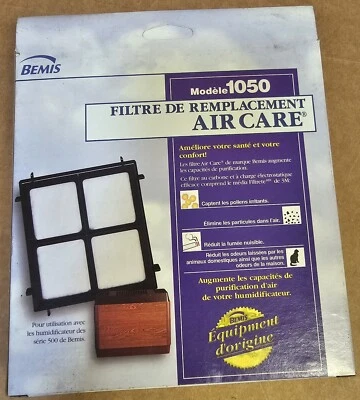 BEMIS
Modèle 1050
FILTRE DE REMPLACEMENT
AIR CARE®
Améliore votre santé et votre
confort!
Les filtre Air Care® de marque Bemis augmente
les capacités de purification.
Ce filtre au carbone et à charge électrostatique
efficace comprend le média Filtrete™ de 3M.
Captent les pollens irritants.
Élimine les particules dans l'air.
Réduit la fumée nuisible.
Réduit les odeurs laissées par les
animaux domestiques ainsi que les autres
odeurs de la maison.
Augmente les capacités de
purification d'air
de votre humidificateur.
Pour utilisation avec
les humidificateur des
série 500 de Bemis.
BEMIS
Équipment
d'origine